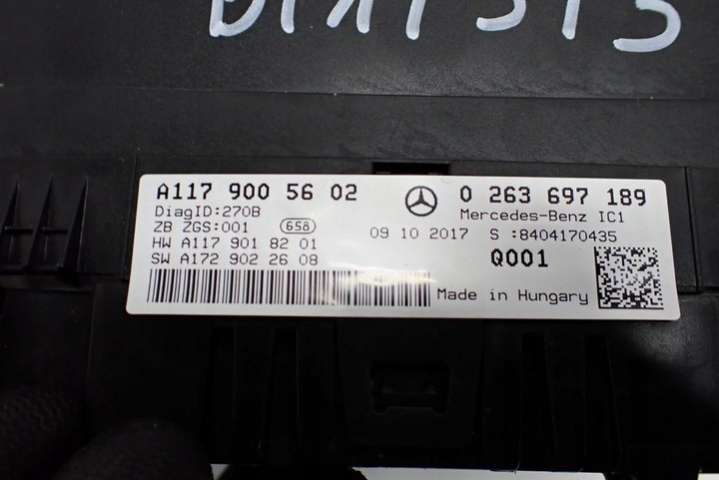 A117 900 56 02
DiagID:270B
ZB ZGS:001 658
HW A117 901 82 01
SW A172 902 26 08
09 10 2017
0 263 697 189
Mercedes-Benz IC1
S :8404170435
Q001
Made in Hungary